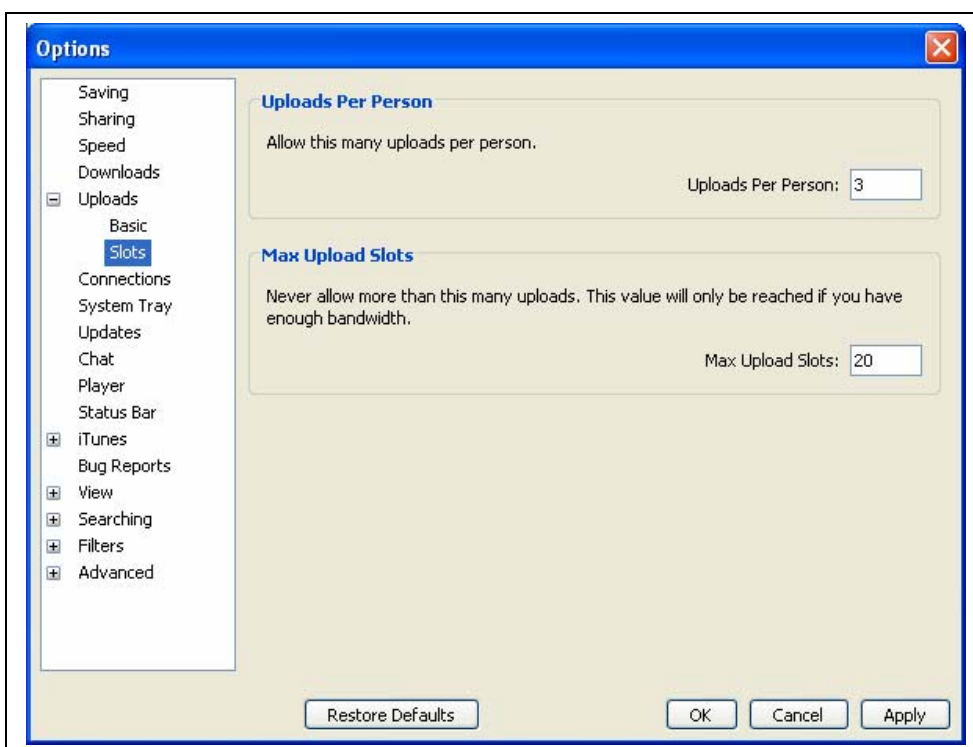 Options
Saving
Sharing
Speed
Downloads
Uploads
Basic
Slots
Connections
System Tray
Updates
Chat
Player
Status Bar
iTunes
Bug Reports
View
Searching
Filters
Advanced
Uploads Per Person
Allow this many uploads per person.
Uploads Per Person: 3
Max Upload Slots
Never allow more than this many uploads. This value will only be reached if you have
enough bandwidth.
Max Upload Slots: 20
Restore Defaults
OK
Cancel
Apply